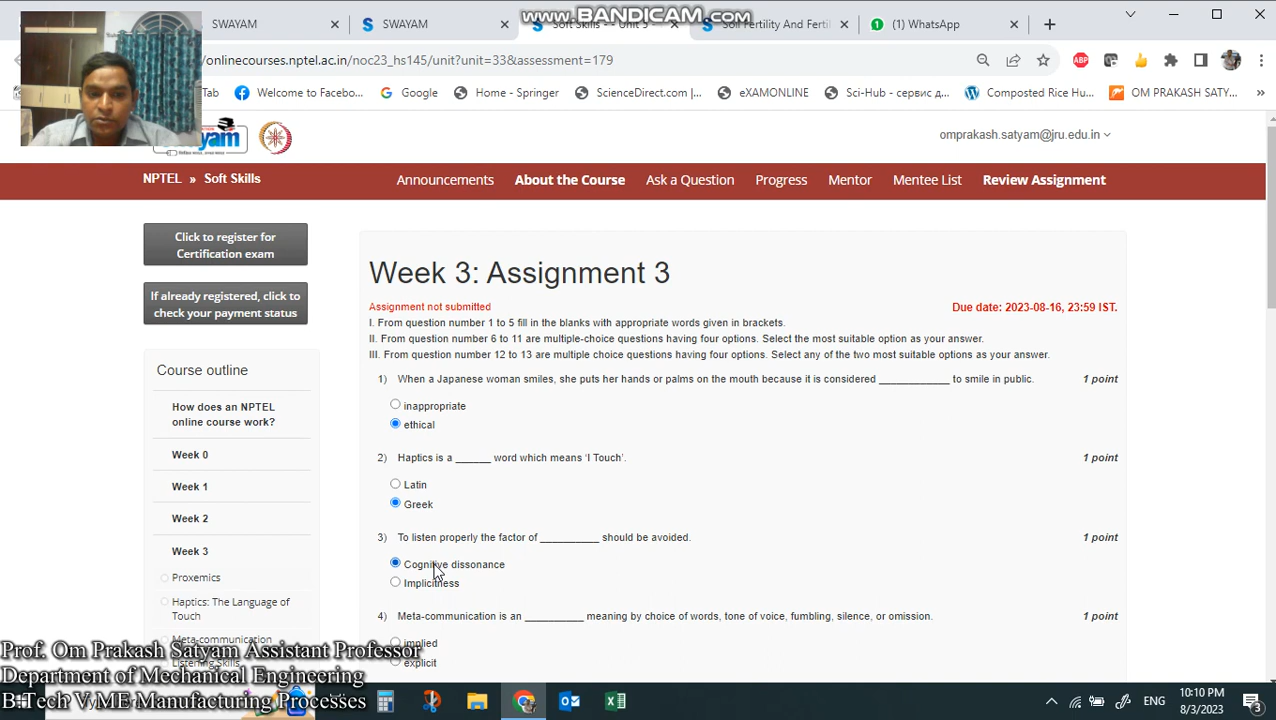 www.BANDICAM.com
SWAYAM
SWAYAM
Soft Skills - - Unit 5 -
Soil Fertility And Ferti
(1) WhatsApp
/onlinecourses.nptel.ac.in/noc23_hs145/unit?unit=33&assessment=179
Tab
Welcome to Facebo...
Google
Home - Springer
ScienceDirect.com |...
eXAMONLINE
Sci-Hub - сервис д...
Composted Rice Hu...
OM PRAKASH SATY...
omprakash.satyam@jru.edu.in
NPTEL » Soft Skills
Announcements
About the Course
Ask a Question
Progress
Mentor
Mentee List
Review Assignment
Click to register for
Certification exam
If already registered, click to
check your payment status
Course outline
How does an NPTEL
online course work?
Week 0
Week 1
Week 2
Week 3
Proxemics
Haptics: The Language of
Touch
Meta-communication
Listening Skills
Week 3: Assignment 3
Assignment not submitted
Due date: 2023-08-16, 23:59 IST.
I. From question number 1 to 5 fill in the blanks with appropriate words given in brackets.
II. From question number 6 to 11 are multiple-choice questions having four options. Select the most suitable option as your answer.
III. From question number 12 to 13 are multiple choice questions having four options. Select any of the two most suitable options as your answer.
1) When a Japanese woman smiles, she puts her hands or palms on the mouth because it is considered ____________ to smile in public. 1 point
inappropriate
ethical
2) Haptics is a ______ word which means ‘I Touch’. 1 point
Latin
Greek
3) To listen properly the factor of __________ should be avoided. 1 point
Cognitive dissonance
Implicitness
4) Meta-communication is an __________ meaning by choice of words, tone of voice, fumbling, silence, or omission. 1 point
implied
explicit
Prof. Om Prakash Satyam Assistant Professor
Department of Mechanical Engineering
B.Tech V ME Manufacturing Processes
ENG
10:10 PM
8/3/2023